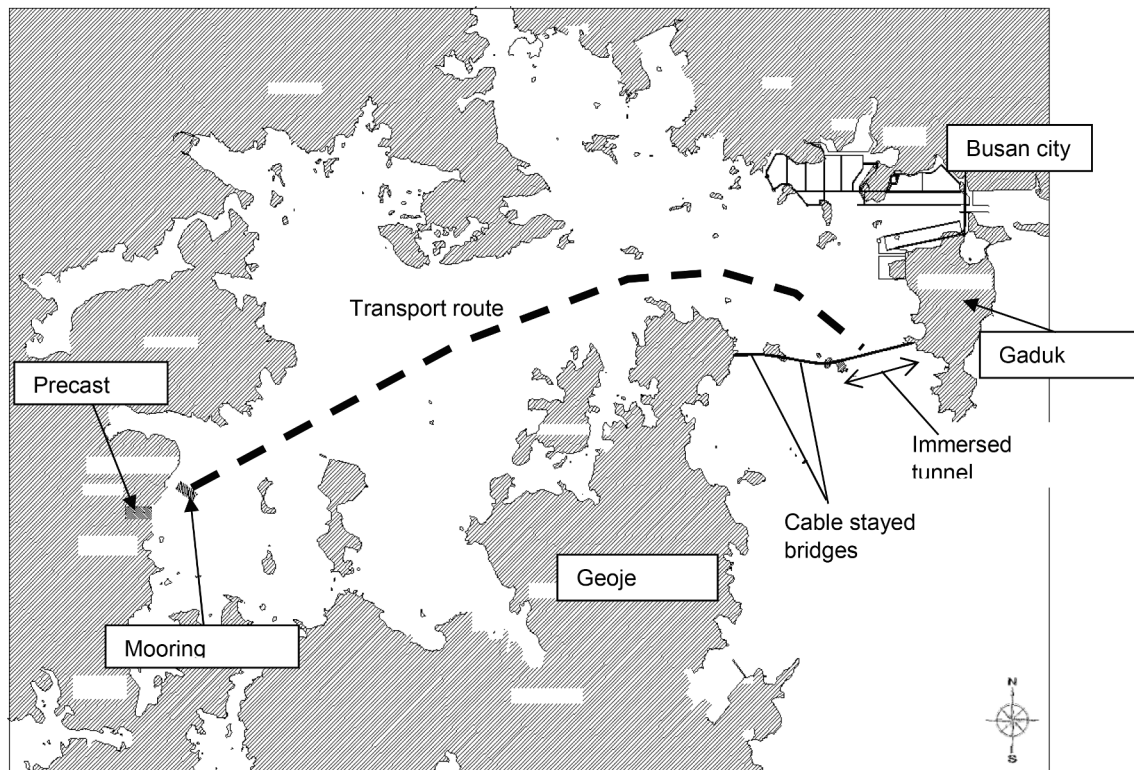 Busan city
Transport route
Gaduk
Precast
Immersed
tunnel
Cable stayed
bridges
Geoje
Mooring
N
S